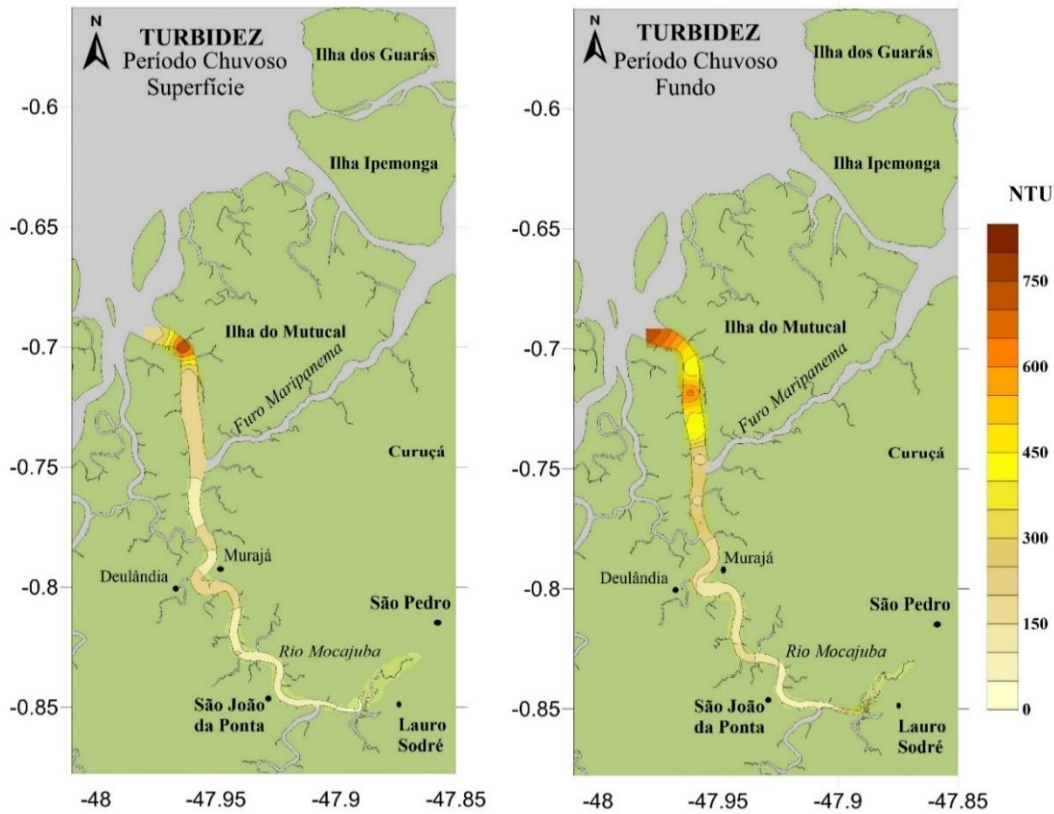 N
TURBIDEZ
Período Chuvoso
Superfície
Ilha dos Guarás
Ilha Ipemonga
Ilha do Mutucal
Furo Maripanema
Curuçá
Murajá
Deulândia
São Pedro
Rio Mocajuba
São João
da Ponta
Lauro
Sodré
-0.6
-0.65
-0.7
-0.75
-0.8
-0.85
-48
-47.95
-47.9
-47.85
N
TURBIDEZ
Período Chuvoso
Fundo
Ilha dos Guarás
Ilha Ipemonga
Ilha do Mutucal
Furo Maripanema
Curuçá
Murajá
Deulândia
São Pedro
Rio Mocajuba
São João
da Ponta
Lauro
Sodré
-0.6
-0.65
-0.7
-0.75
-0.8
-0.85
-48
-47.95
-47.9
-47.85
NTU
750
600
450
300
150
0